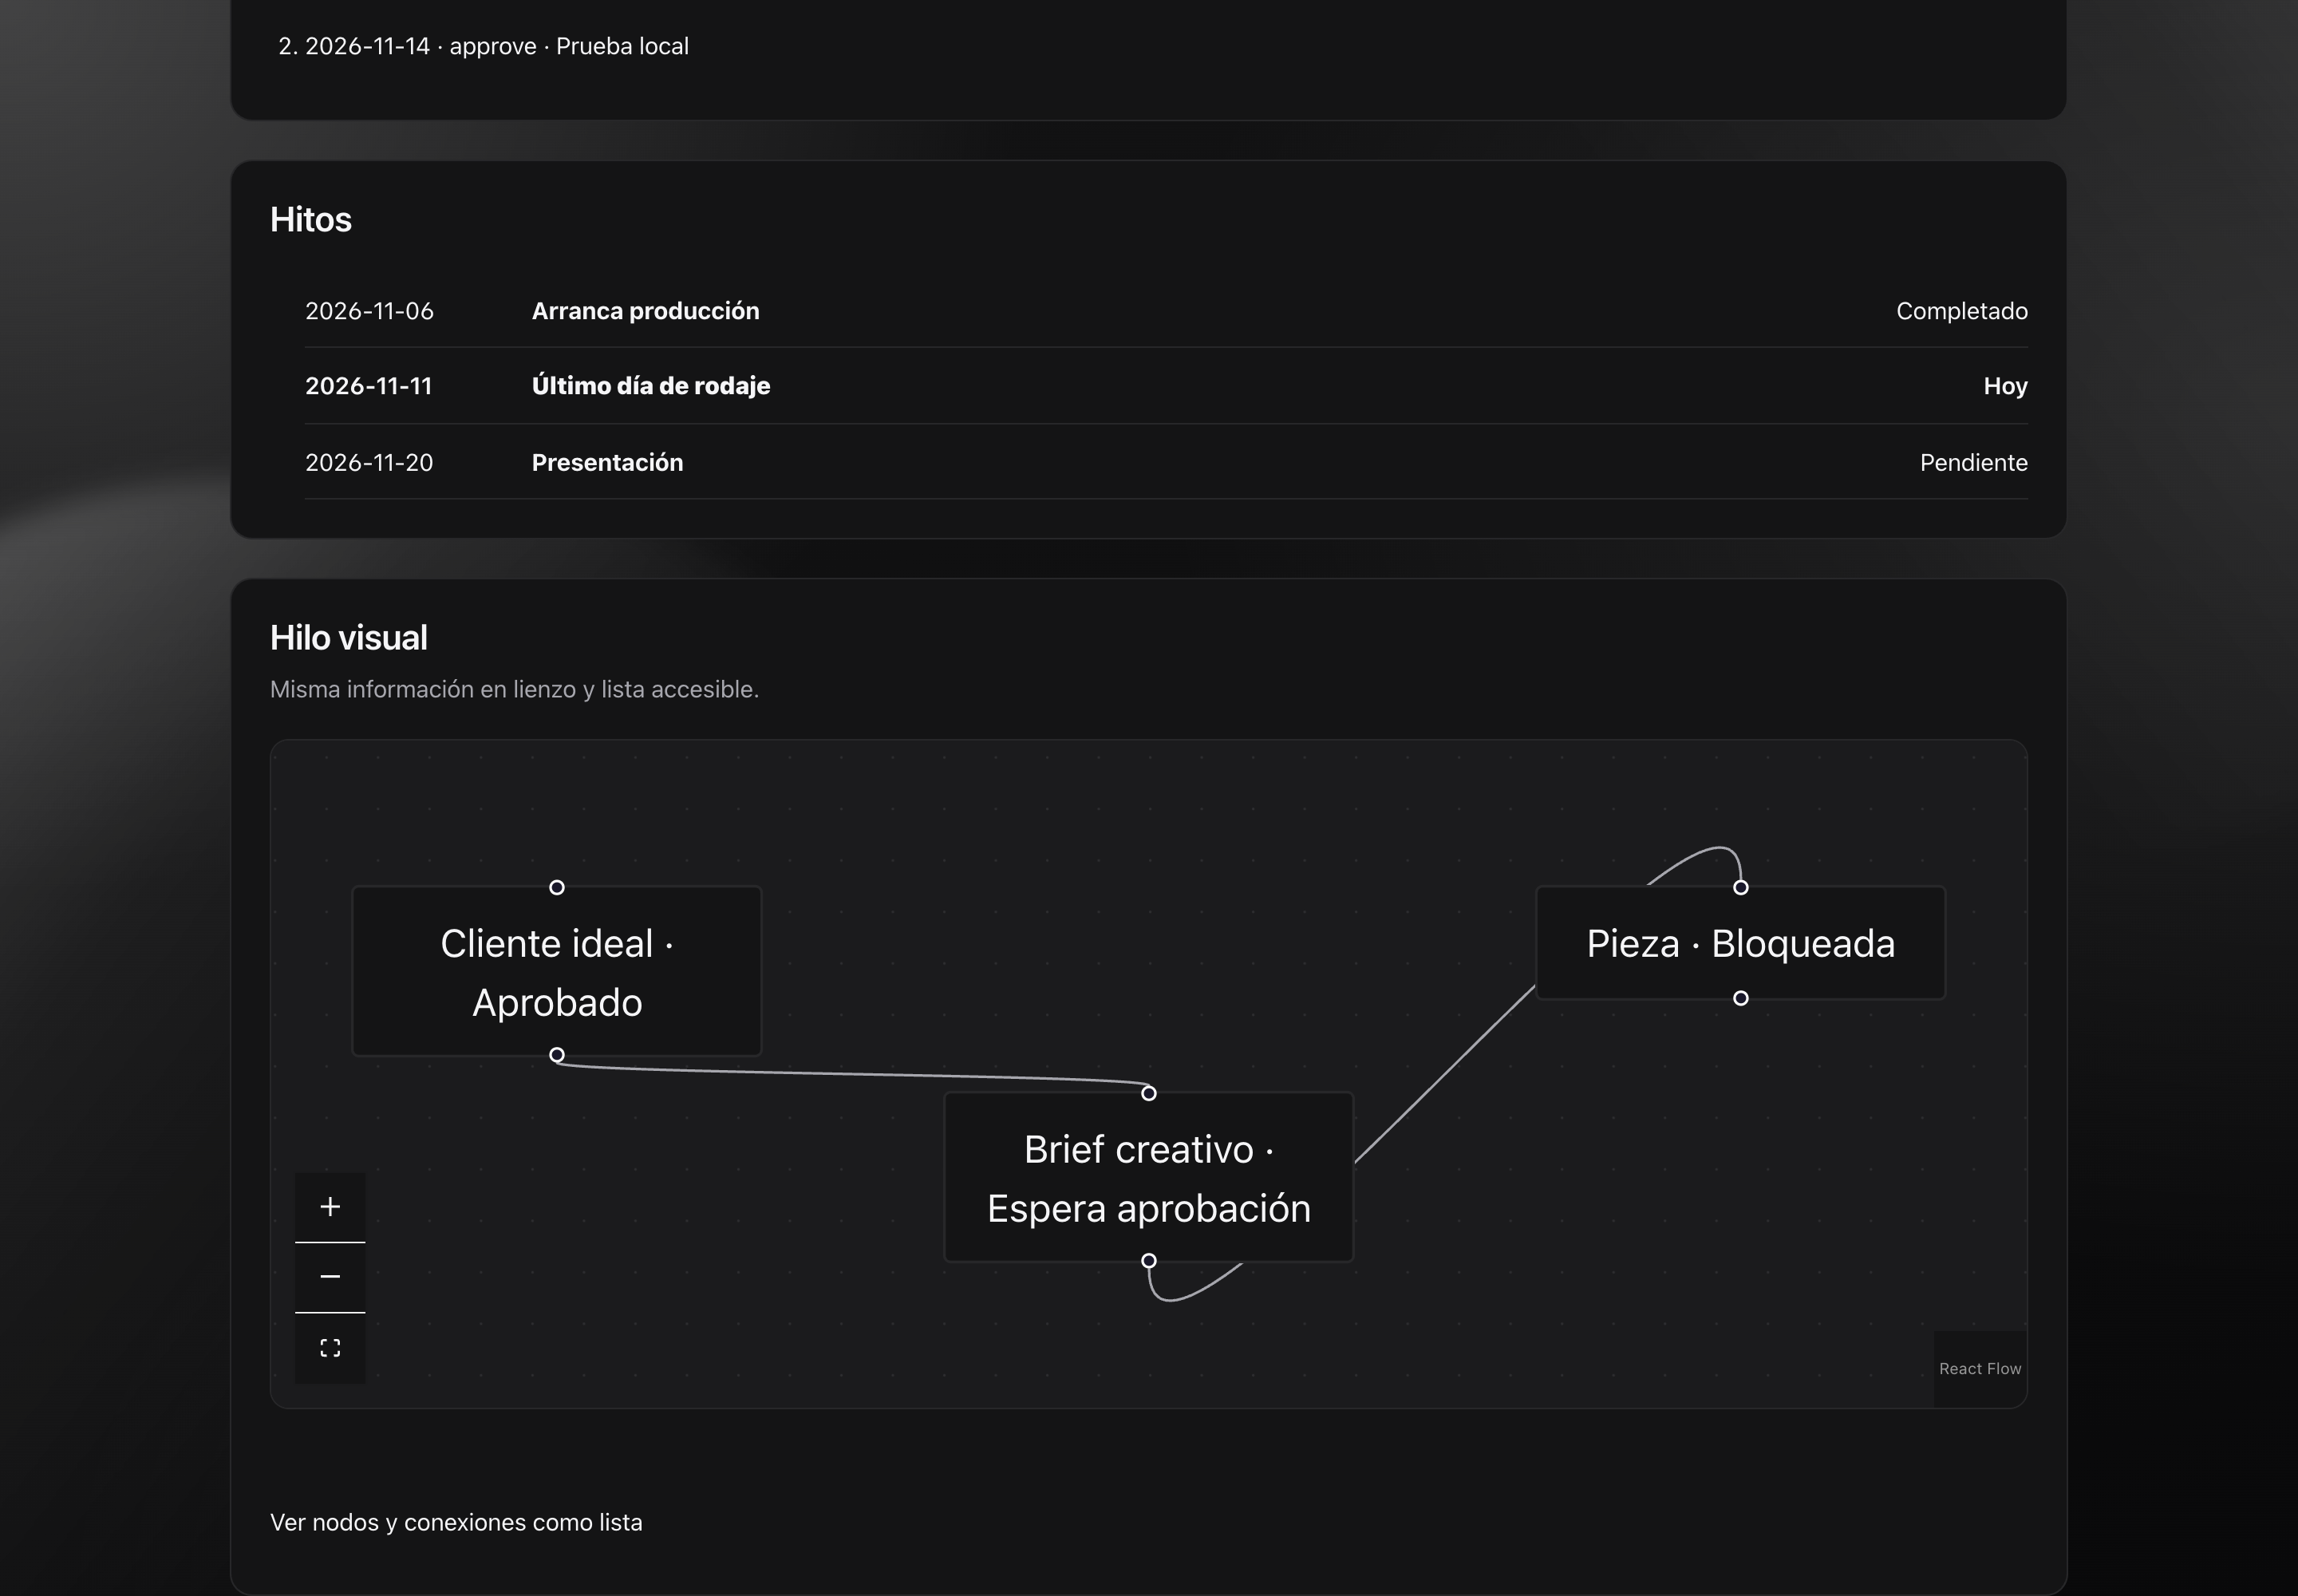 2. 2026-11-14 · approve · Prueba local
Hitos
2026-11-06 Arranca producción Completado
2026-11-11 Último día de rodaje Hoy
2026-11-20 Presentación Pendiente
Hilo visual
Misma información en lienzo y lista accesible.
Cliente ideal ·
Aprobado
Pieza · Bloqueada
Brief creativo ·
Espera aprobación
React Flow
Ver nodos y conexiones como lista